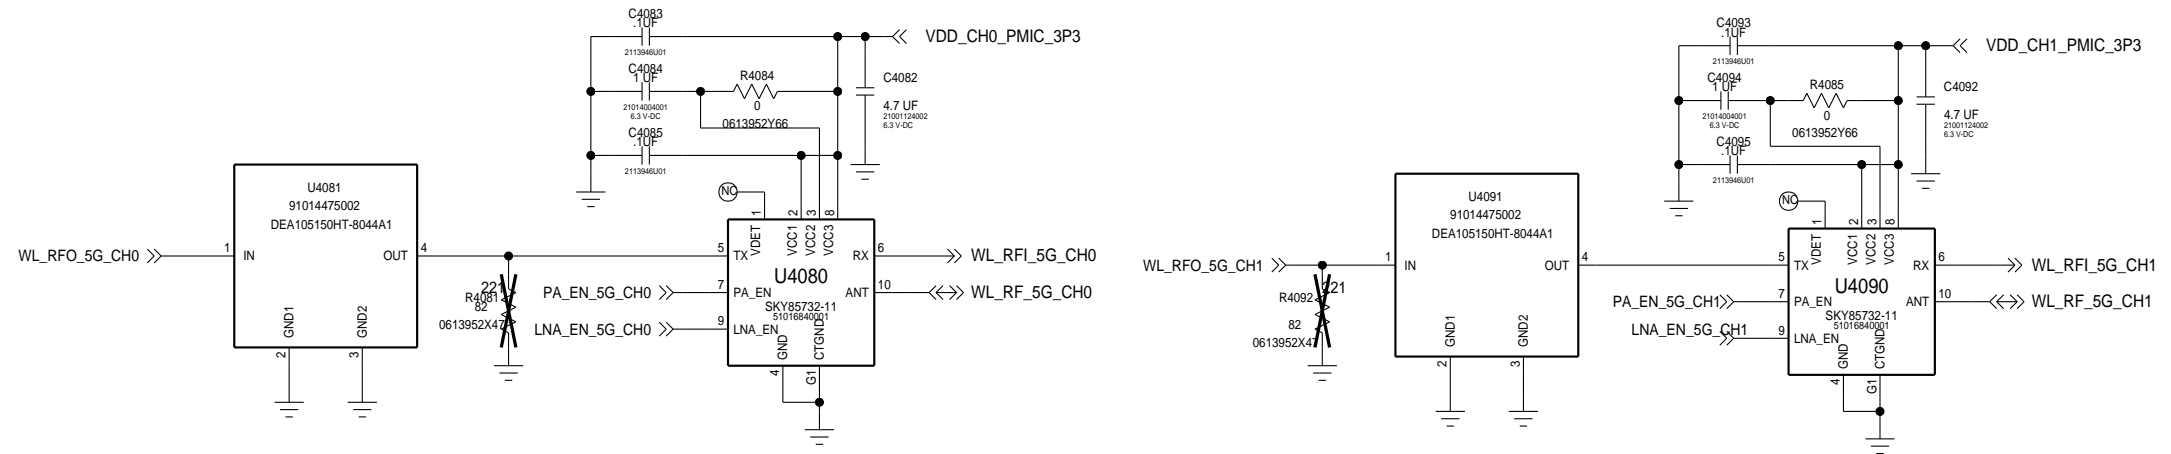 C4083
.1UF
2113946U01
VDD_CH0_PMIC_3P3
C4084
1 UF
21014004001
6.3 V-DC
R4084
0
0613952Y66
C4082
4.7 UF
21001124002
6.3 V-DC
C4085
.1UF
2113946U01
U4081
91014475002
DEA105150HT-8044A1
WL_RFO_5G_CH0
1
IN
OUT
4
GND1
GND2
2
3
221
R4081
82
0613952X47
NC
1
2
3
8
VDET
VCC1
VCC2
VCC3
5
TX
RX
6
WL_RFI_5G_CH0
U4080
PA_EN_5G_CH0
7
PA_EN
ANT
10
WL_RF_5G_CH0
SKY85732-11
51016840001
LNA_EN_5G_CH0
9
LNA_EN
GND
CTGND
4
G1
C4093
.1UF
2113946U01
VDD_CH1_PMIC_3P3
C4094
1 UF
21014004001
6.3 V-DC
R4085
0
0613952Y66
C4092
4.7 UF
21001124002
6.3 V-DC
C4095
.1UF
2113946U01
U4091
91014475002
DEA105150HT-8044A1
WL_RFO_5G_CH1
1
IN
OUT
4
GND1
GND2
2
3
221
R4092
82
0613952X47
NC
1
2
3
8
VDET
VCC1
VCC2
VCC3
5
TX
RX
6
WL_RFI_5G_CH1
U4090
PA_EN_5G_CH1
7
PA_EN
ANT
10
WL_RF_5G_CH1
SKY85732-11
51016840001
LNA_EN_5G_CH1
9
LNA_EN
GND
CTGND
4
G1